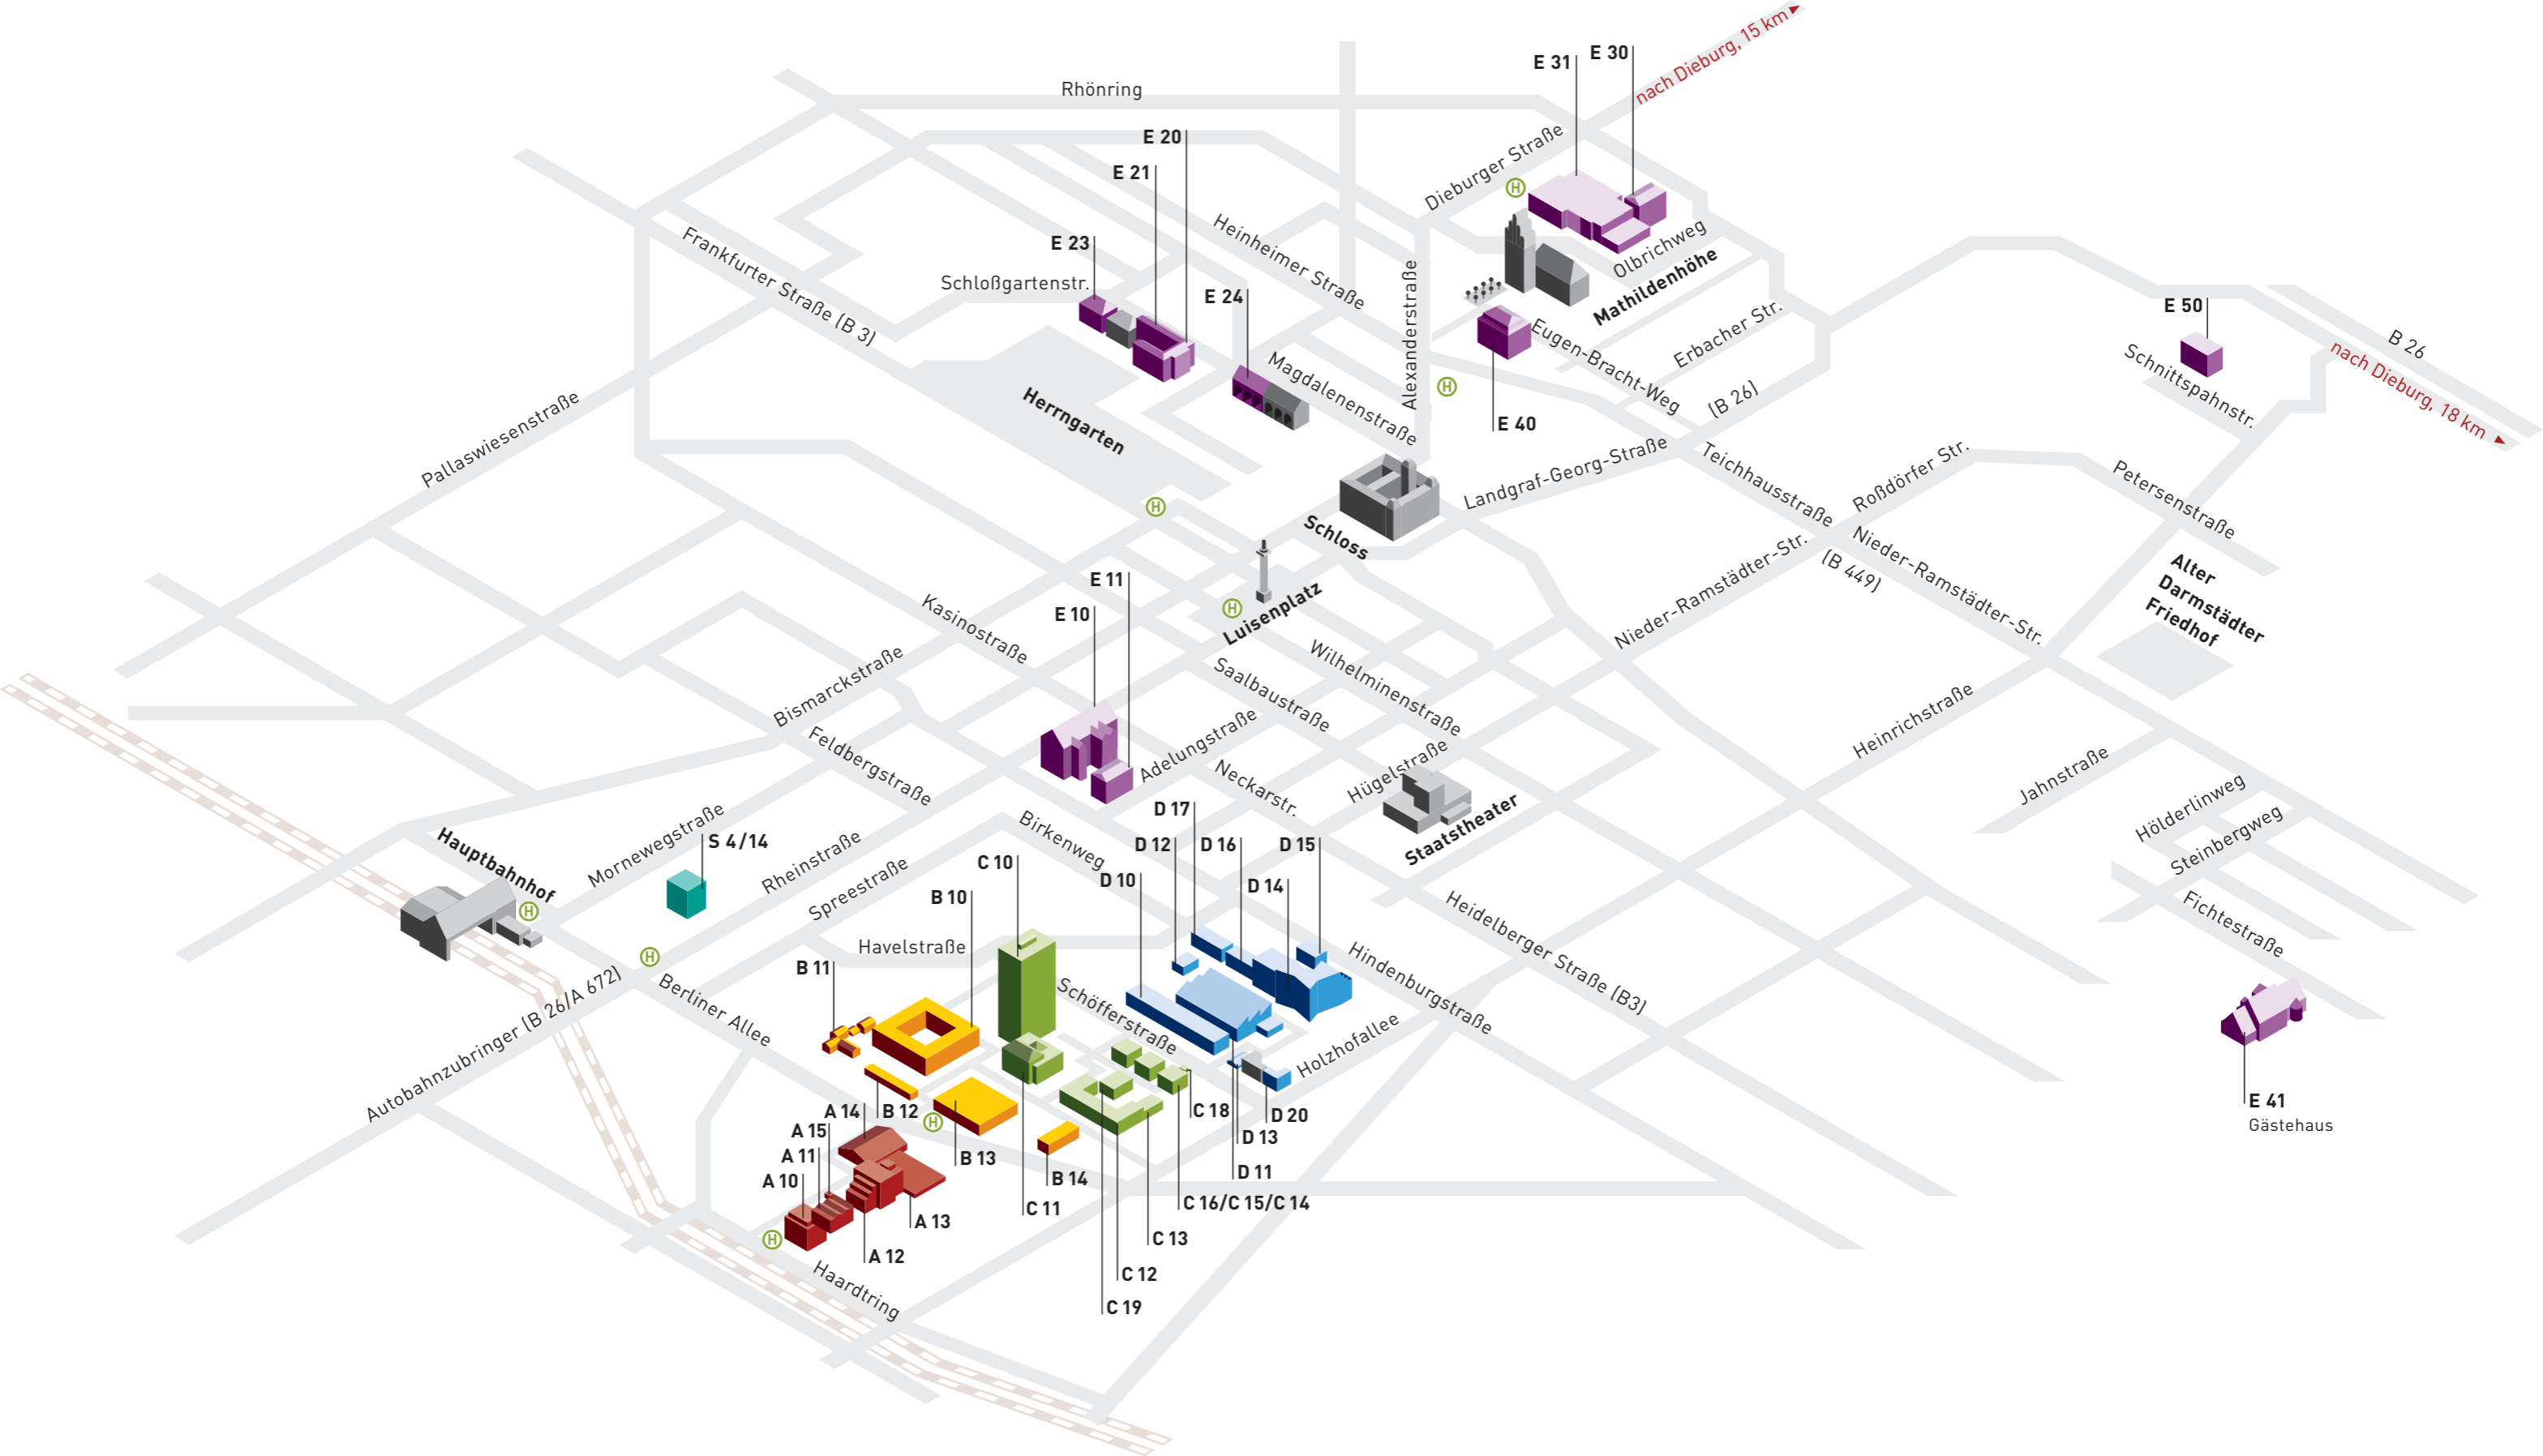 nach Dieburg, 15 km
E 30
E 31
Rhönring
E 20
Dieburger Straße
E 21
H
Heinheimer Straße
Olbrichweg
E 23
Frankfurter Straße (B 3)
Schloßgartenstr.
Mathildenhöhe
E 24
Alexanderstraße
E 50
Erbacher Str.
B 26
Eugen-Bracht-Weg
nach Dieburg, 18 km
Schnittspahnstr.
Magdalenenstraße
H
(B 26)
Herrngarten
E 40
Pallaswiesenstraße
Landgraf-Georg-Straße
Teichhausstraße
Roßdörfer Str.
Petersenstraße
H
Schloss
Nieder-Ramstädter-Str.
(B 449)
Nieder-Ramstädter-Str.
Alter
Darmstädter
Friedhof
E 11
E 10
H
Luisenplatz
Kasinostraße
Bismarckstraße
Wilhelminenstraße
Saalbaustraße
Heinrichstraße
Adelungstraße
Feldbergstraße
Neckarstr.
Hügelstraße
Jahnstraße
Hölderlinweg
Steinbergweg
Staatstheater
Hauptbahnhof
H
Mornewegstraße
S 4/14
Rheinstraße
Spreestraße
Birkenweg
D 17
D 12
D 16
D 15
C 10
D 10
D 14
B 10
Heidelberger Straße (B3)
Fichtestraße
Havelstraße
H
B 11
Hindenburgstraße
Autobahnzubringer (B 26/A 672)
Berliner Allee
Schöfferstraße
Holzhofallee
E 41
Gästehaus
A 14
B 12
H
C 18
D 20
A 15
D 13
A 11
B 13
A 10
B 14
D 11
C 16/C 15/C 14
C 11
A 13
H
C 13
A 12
C 12
Haardtring
C 19